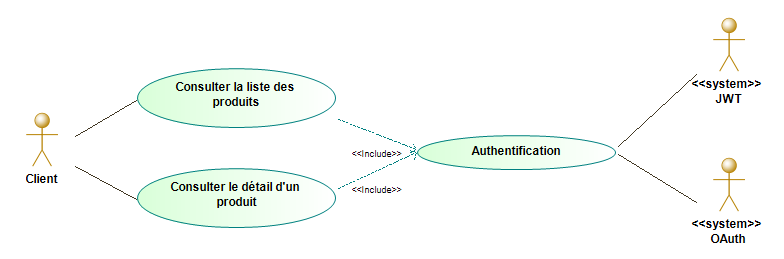 Consulter la liste des
produits
Client
<<Include>>
Consulter le détail d'un
produit
<<Include>>
Authentification
<<system>>
JWT
<<system>>
OAuth